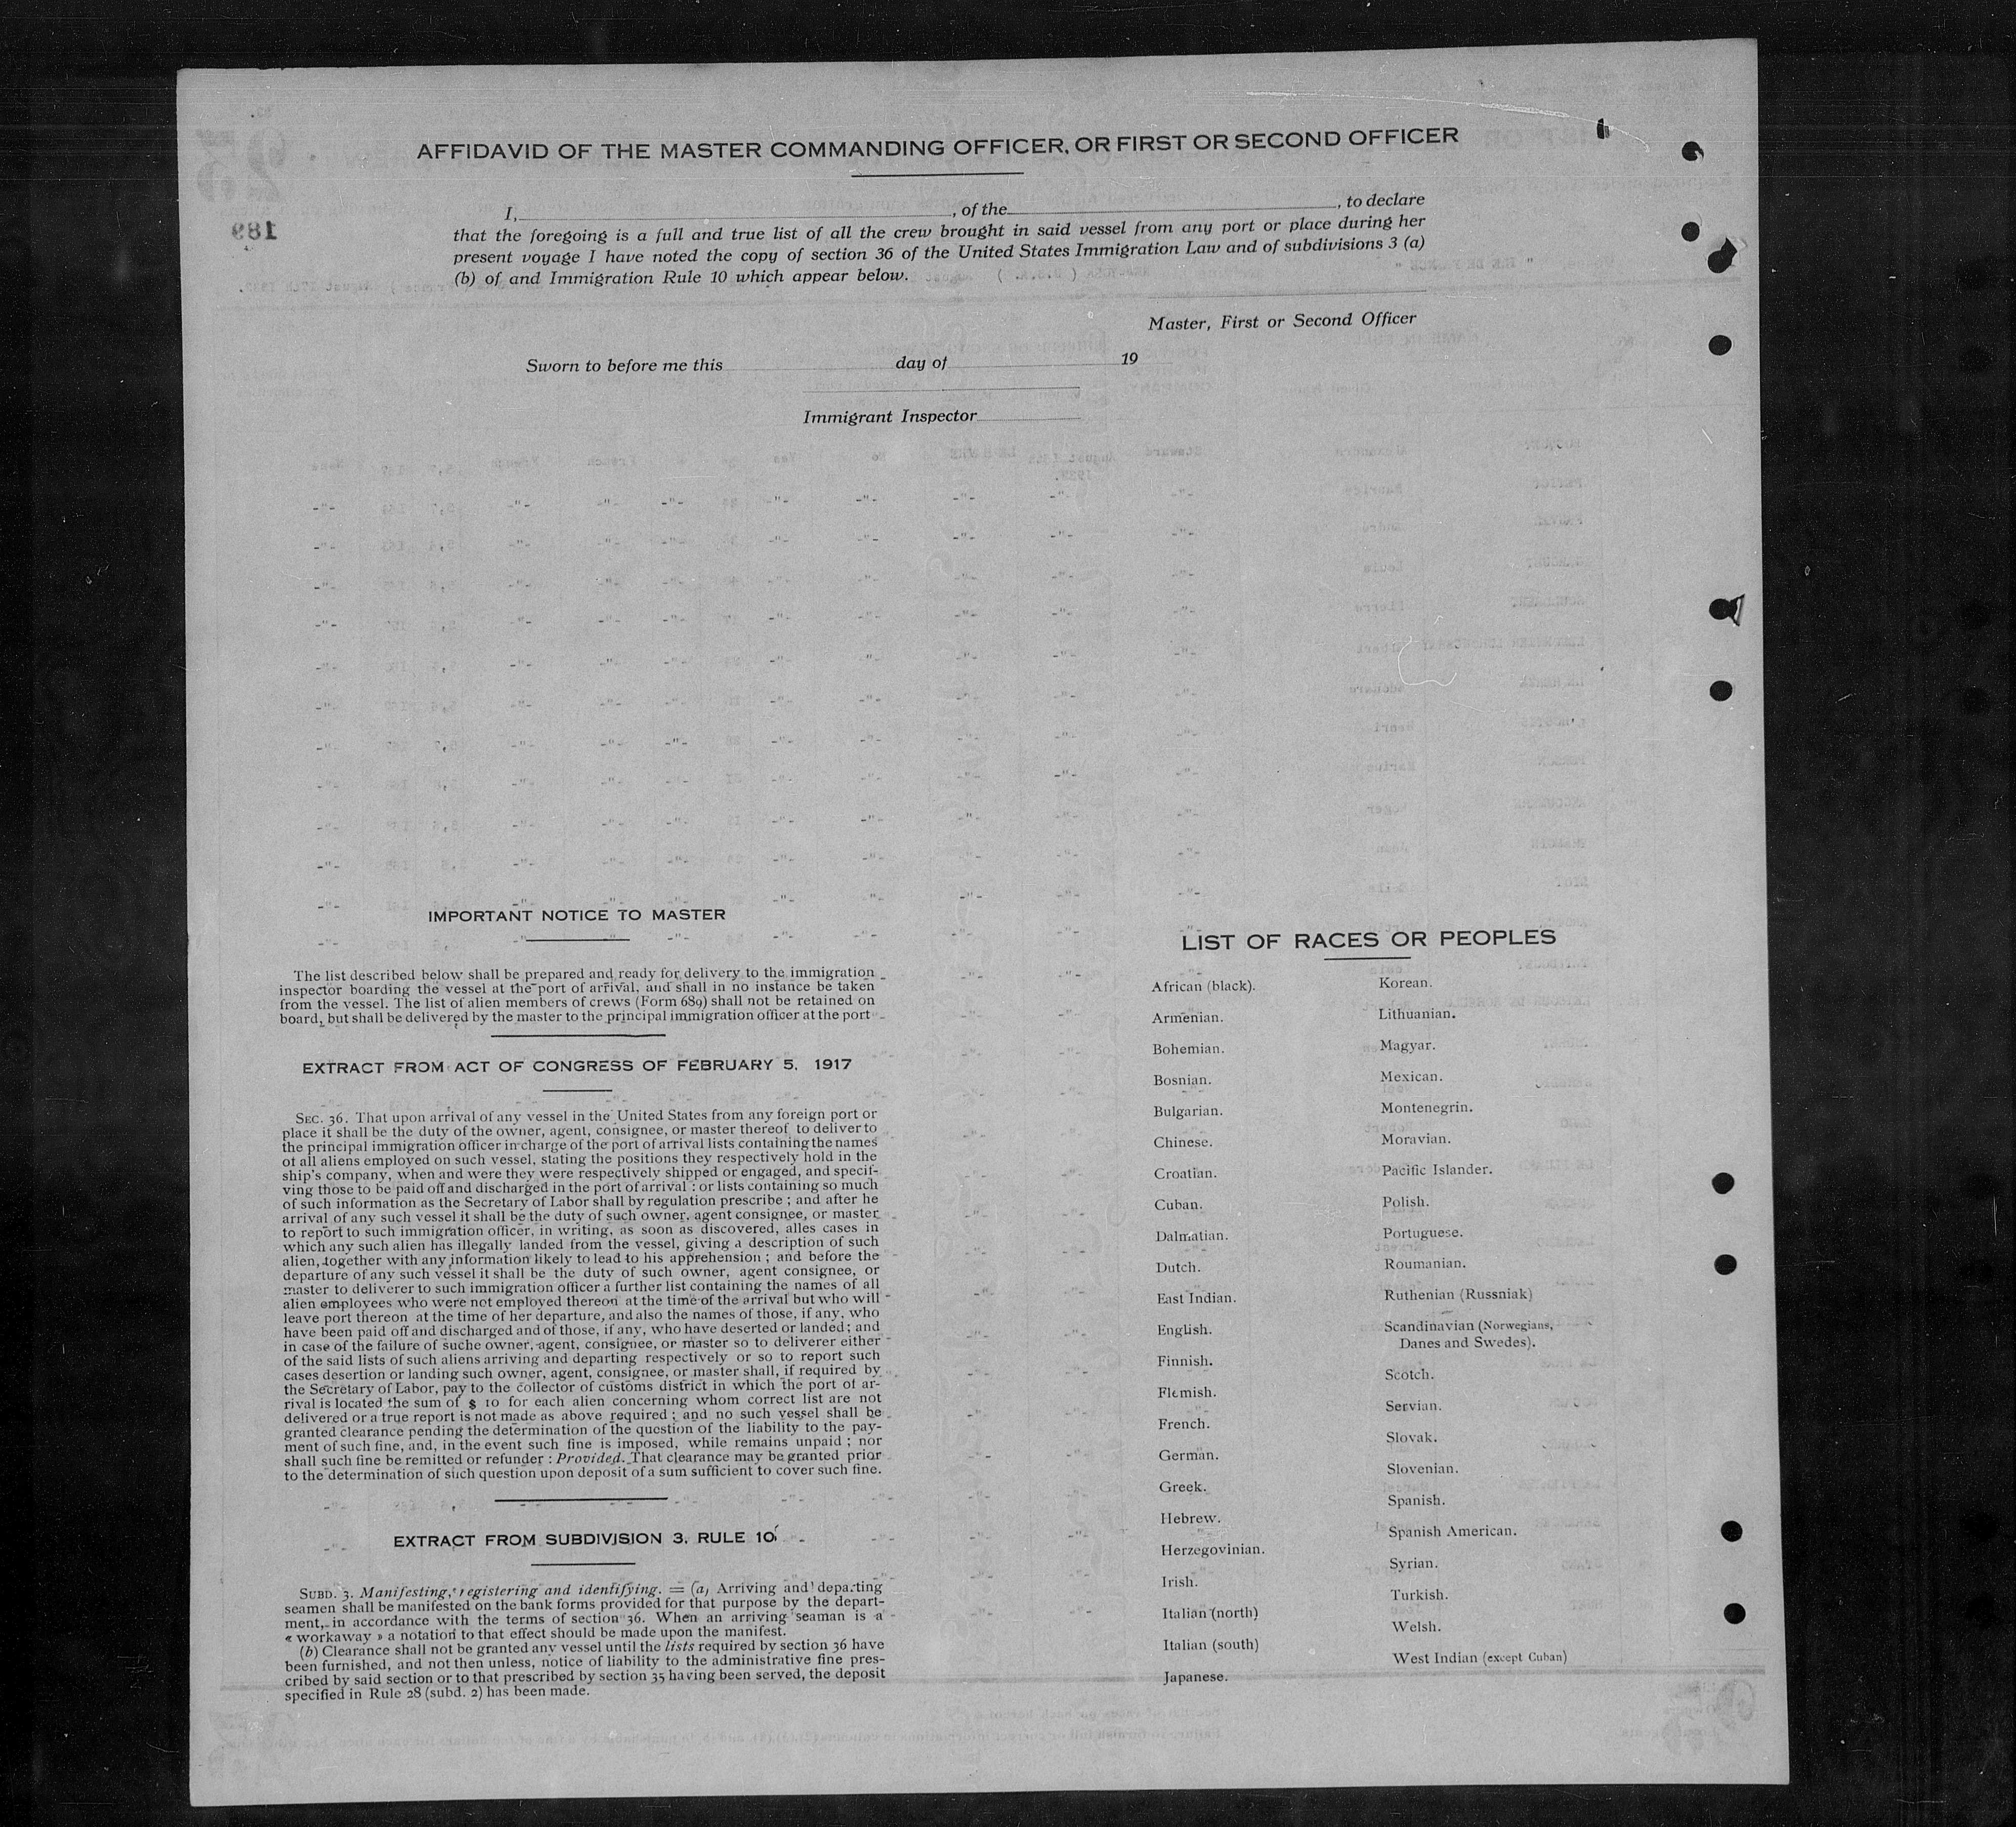 AFFIDAVID OF THE MASTER COMMANDING OFFICER, OR FIRST OR SECOND OFFICER
I, , of the , to declare
that the foregoing is a full and true list of all the crew brought in said vessel from any port or place during her
present voyage I have noted the copy of section 36 of the United States Immigration Law and of subdivisions 3 (a)
(b) of and Immigration Rule 10 which appear below.
Master, First or Second Officer
Sworn to before me this day of 19
Immigrant Inspector
IMPORTANT NOTICE TO MASTER
The list described below shall be prepared and ready for delivery to the immigration
inspector boarding the vessel at the port of arrival, and shall in no instance be taken
from the vessel. The list of alien members of crews (Form 689) shall not be retained on
board, but shall be delivered by the master to the principal immigration officer at the port
EXTRACT FROM ACT OF CONGRESS OF FEBRUARY 5, 1917
SEC. 36. That upon arrival of any vessel in the United States from any foreign port or
place it shall be the duty of the owner, agent, consignee, or master thereof to deliver to
the principal immigration officer in charge of the port of arrival lists containing the names
of all aliens employed on such vessel, stating the positions they respectively hold in the
ship's company, when and were they were respectively shipped or engaged, and specif-
ving those to be paid off and discharged in the port of arrival : or lists containing so much
of such information as the Secretary of Labor shall by regulation prescribe ; and after he
arrival of any such vessel it shall be the duty of such owner, agent consignee, or master
to report to such immigration officer, in writing, as soon as discovered, alles cases in
which any such alien has illegally landed from the vessel, giving a description of such
alien, together with any information likely to lead to his apprehension ; and before the
departure of any such vessel it shall be the duty of such owner, agent consignee, or
master to deliverer to such immigration officer a further list containing the names of all
alien employees who were not employed thereon at the time of the arrival but who will
leave port thereon at the time of her departure, and also the names of those, if any, who
have been paid off and discharged and of those, if any, who have deserted or landed ; and
in case of the failure of suche owner, agent, consignee, or master so to deliverer either
of the said lists of such aliens arriving and departing respectively or so to report such
cases desertion or landing such owner, agent, consignee, or master shall, if required by
the Secretary of Labor, pay to the collector of customs district in which the port of ar-
rival is located the sum of $ 10 for each alien concerning whom correct list are not
delivered or a true report is not made as above required ; and no such vessel shall be
granted clearance pending the determination of the question of the liability to the pay-
ment of such fine, and, in the event such fine is imposed, while remains unpaid ; nor
shall such fine be remitted or refunder : Provided. That clearance may be granted prior
to the determination of such question upon deposit of a sum sufficient to cover such fine.
EXTRACT FROM SUBDIVISION 3, RULE 10
SUBD. 3. Manifesting, registering and identifying. = (a) Arriving and departing
seamen shall be manifested on the bank forms provided for that purpose by the depart-
ment, in accordance with the terms of section 36. When an arriving seaman is a
« workaway » a notation to that effect should be made upon the manifest.
(b) Clearance shall not be granted any vessel until the lists required by section 36 have
been furnished, and not then unless, notice of liability to the administrative fine pres-
cribed by said section or to that prescribed by section 35 having been served, the deposit
specified in Rule 28 (subd. 2) has been made.
LIST OF RACES OR PEOPLES
African (black).
Armenian.
Bohemian.
Bosnian.
Bulgarian.
Chinese.
Croatian.
Cuban.
Dalmatian.
Dutch.
East Indian.
English.
Finnish.
Flemish.
French.
German.
Greek.
Hebrew.
Herzegovinian.
Irish.
Italian (north)
Italian (south)
Japanese.
Korean.
Lithuanian.
Magyar.
Mexican.
Montenegrin.
Moravian.
Pacific Islander.
Polish.
Portuguese.
Roumanian.
Ruthenian (Russniak)
Scandinavian (Norwegians,
Danes and Swedes).
Scotch.
Servian.
Slovak.
Slovenian.
Spanish.
Spanish American.
Syrian.
Turkish.
Welsh.
West Indian (except Cuban)